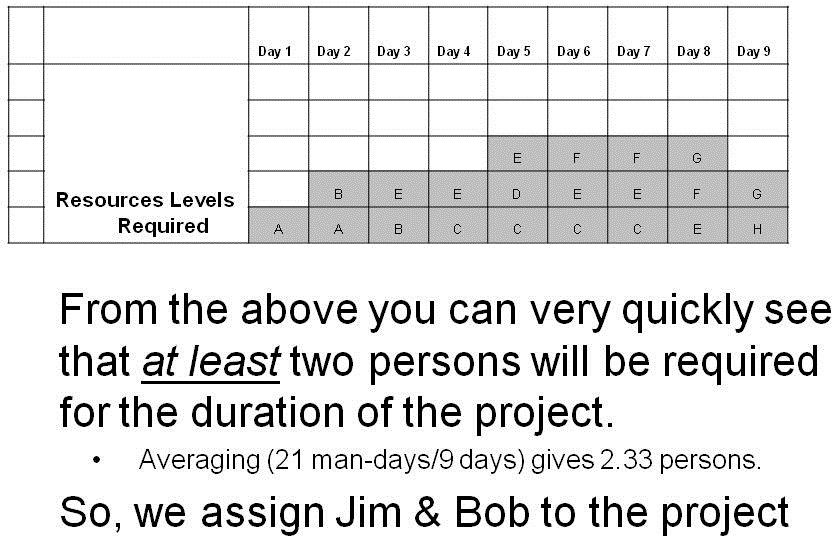 Day 1 Day 2 Day 3 Day 4 Day 5 Day 6 Day 7 Day 8 Day 9
E F F G
Resources Levels B E E D E E F G
Required A A B C C C C E H
From the above you can very quickly see
that at least two persons will be required
for the duration of the project.
• Averaging (21 man-days/9 days) gives 2.33 persons.
So, we assign Jim & Bob to the project